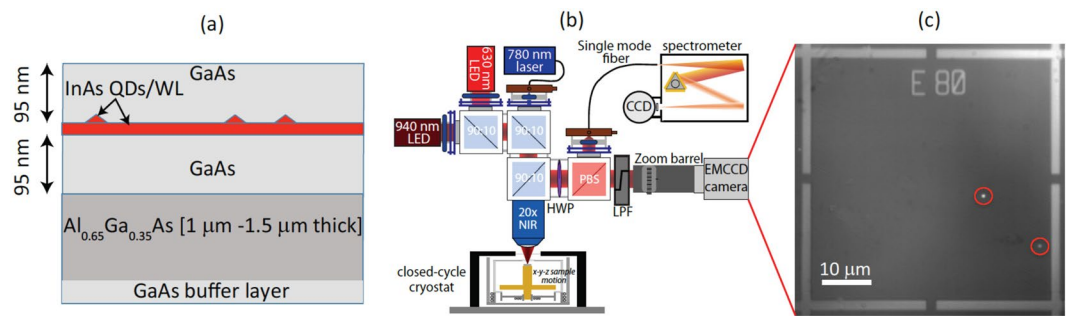 (a)
95 nm
GaAs
InAs QDs/WL
95 nm
GaAs
Al0.65Ga0.35As [1 μm -1.5 μm thick]
GaAs buffer layer
(b)
630 nm
LED
780 nm
laser
Single mode
fiber
spectrometer
CCD
940 nm
LED
90:10
90:10
90:10
PBS
HWP
LPF
Zoom barrel
EMCCD
camera
20x
NIR
closed-cycle
cryostat
x-y-z sample
motion
(c)
E 80
10 μm